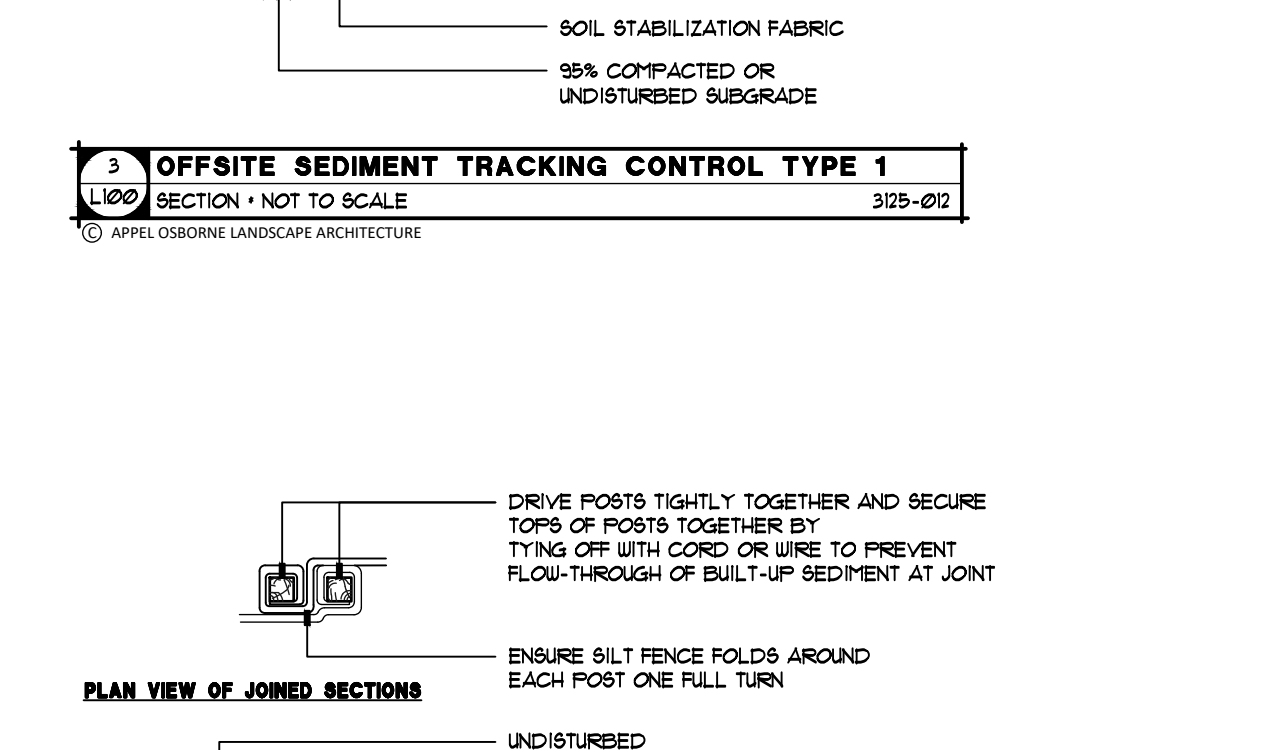 SOIL STABILIZATION FABRIC
95% COMPACTED OR
UNDISTURBED SUBGRADE
3
OFFSITE SEDIMENT TRACKING CONTROL TYPE 1
L100
SECTION * NOT TO SCALE
3125-012
© APPEL OSBORNE LANDSCAPE ARCHITECTURE
DRIVE POSTS TIGHTLY TOGETHER AND SECURE
TOPS OF POSTS TOGETHER BY
TYING OFF WITH CORD OR WIRE TO PREVENT
FLOW-THROUGH OF BUILT-UP SEDIMENT AT JOINT
ENSURE SILT FENCE FOLDS AROUND
EACH POST ONE FULL TURN
PLAN VIEW OF JOINED SECTIONS
UNDISTURBED